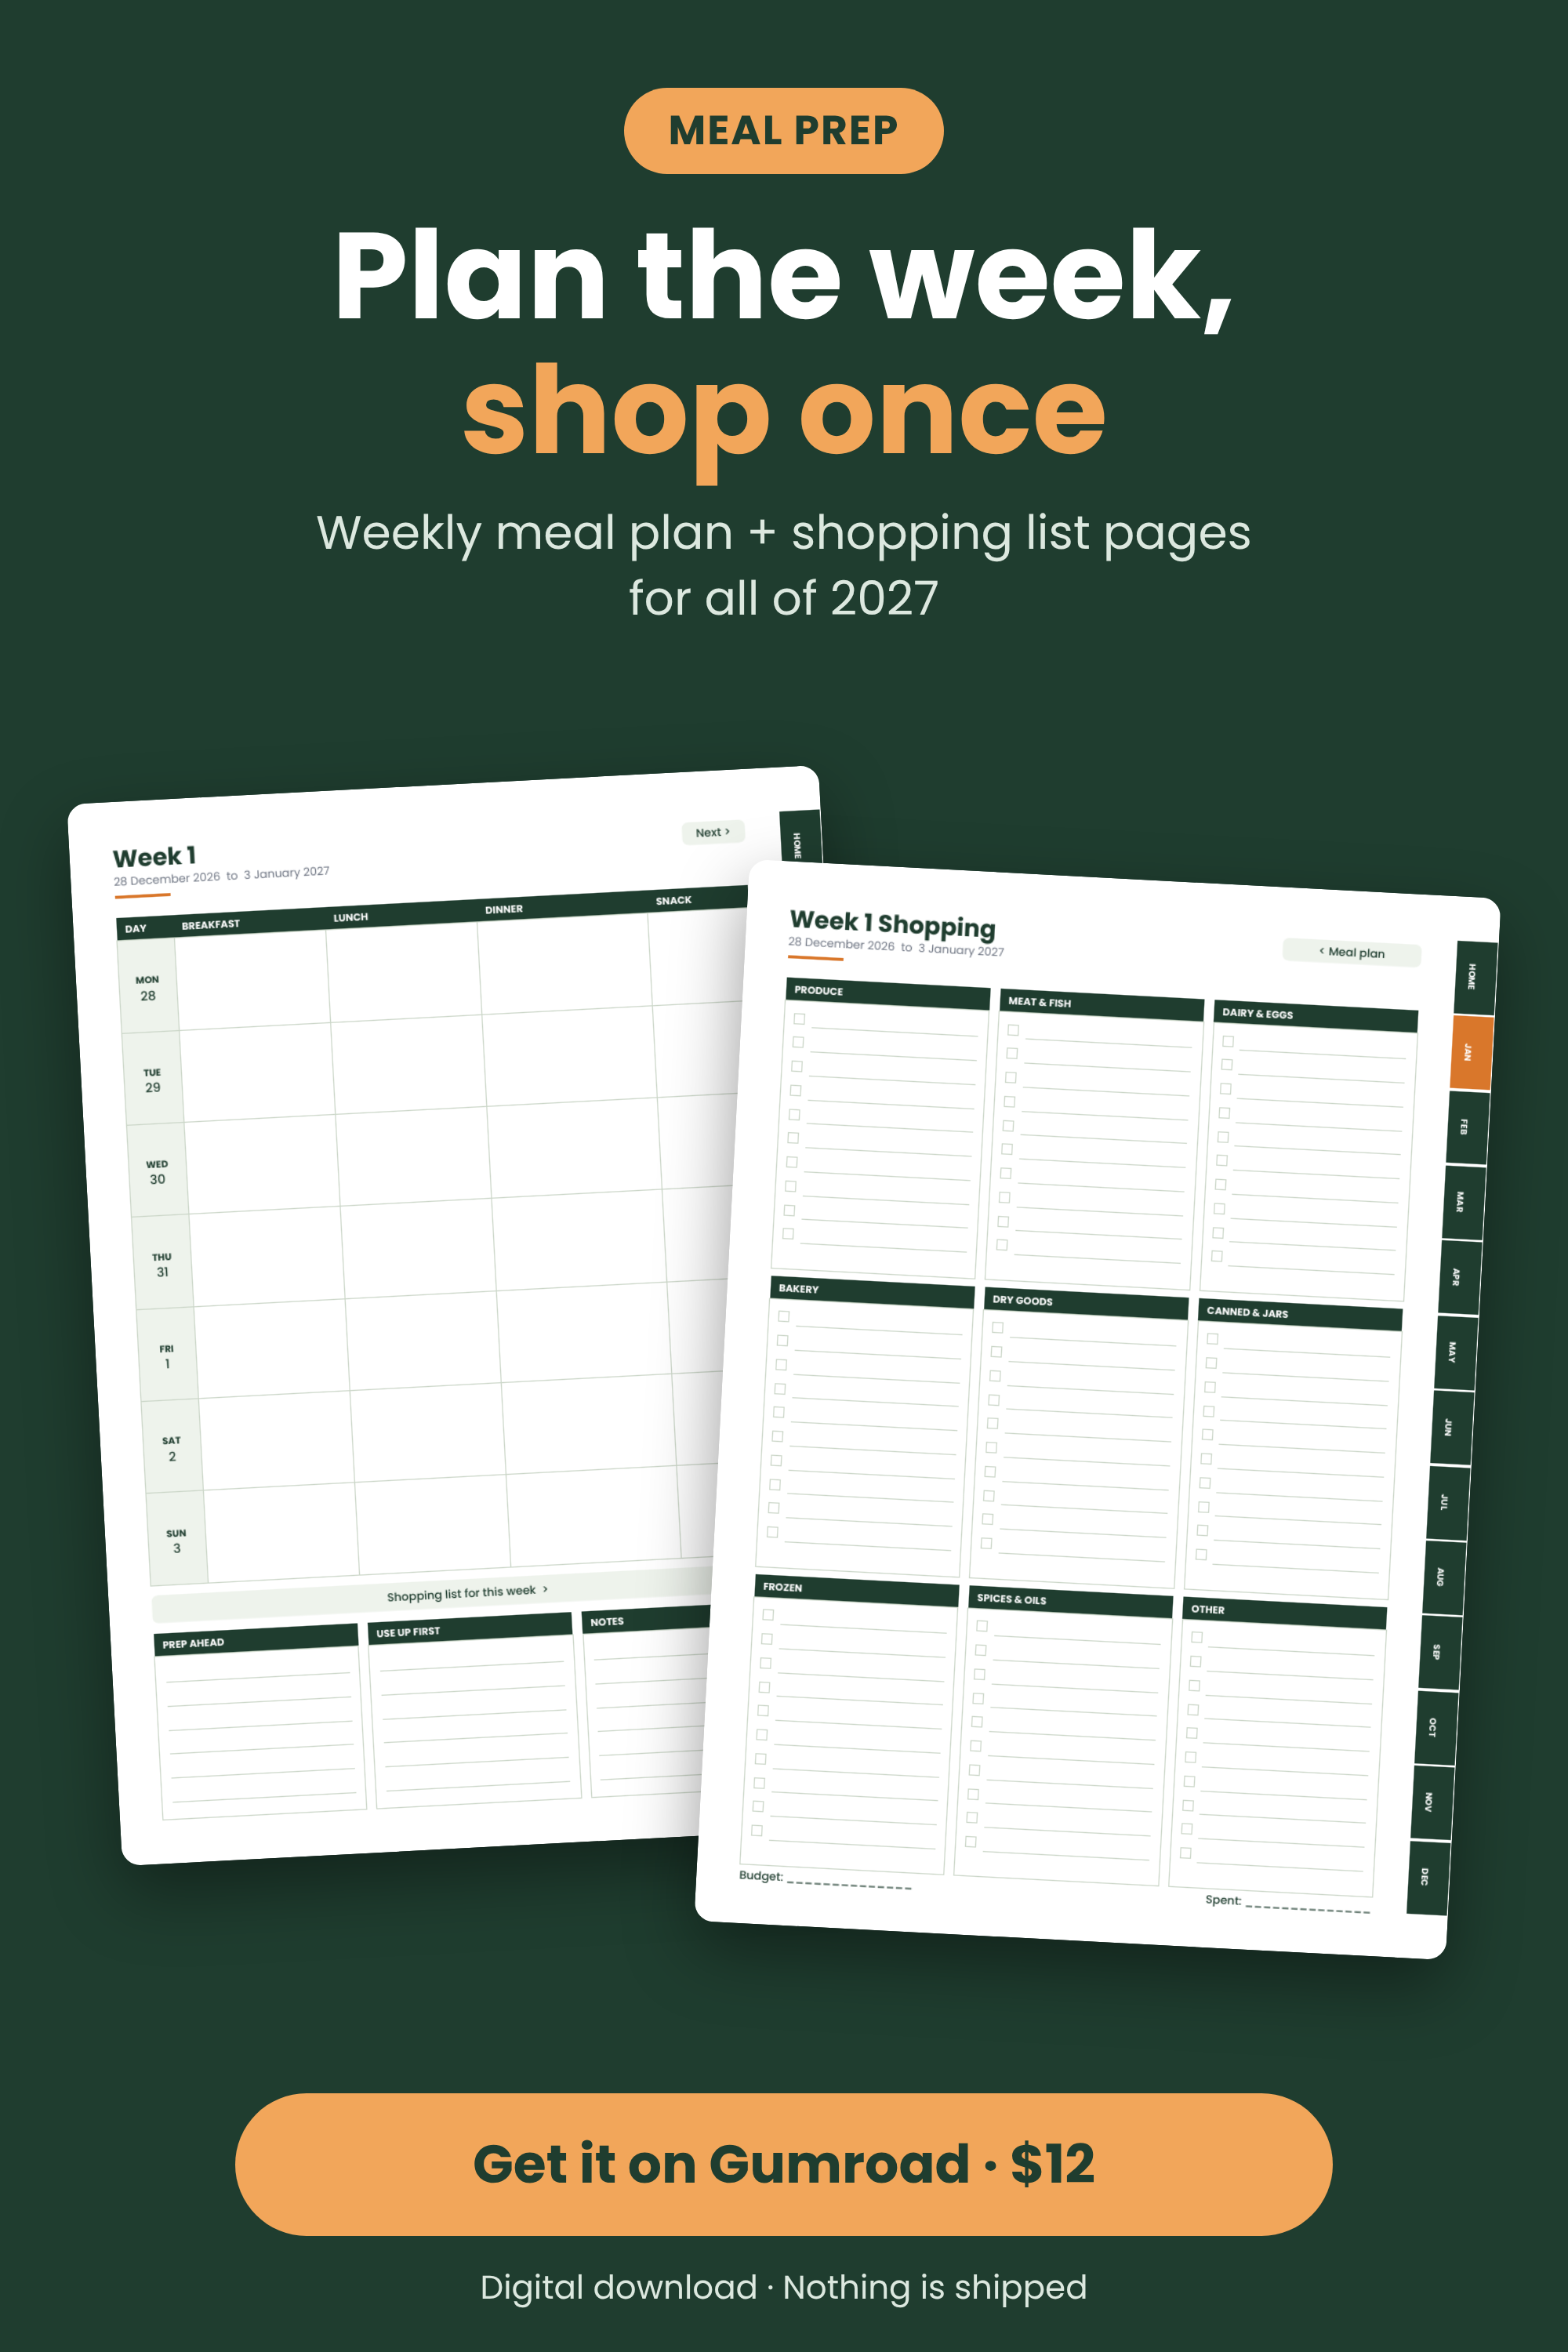 MEAL PREP
Plan the week,
shop once
Weekly meal plan + shopping list pages
for all of 2027
Week 1
28 December 2026 to 3 January 2027
Next >
HOME
DAY BREAKFAST LUNCH DINNER SNACK
MON
28
TUE
29
WED
30
THU
31
FRI
1
SAT
2
SUN
3
Shopping list for this week >
PREP AHEAD
USE UP FIRST
NOTES
Week 1 Shopping
28 December 2026 to 3 January 2027
< Meal plan
PRODUCE
MEAT & FISH
DAIRY & EGGS
BAKERY
DRY GOODS
CANNED & JARS
FROZEN
SPICES & OILS
OTHER
Budget:
Spent:
HOME
JAN
FEB
MAR
APR
MAY
JUN
JUL
AUG
SEP
OCT
NOV
DEC
Get it on Gumroad · $12
Digital download · Nothing is shipped